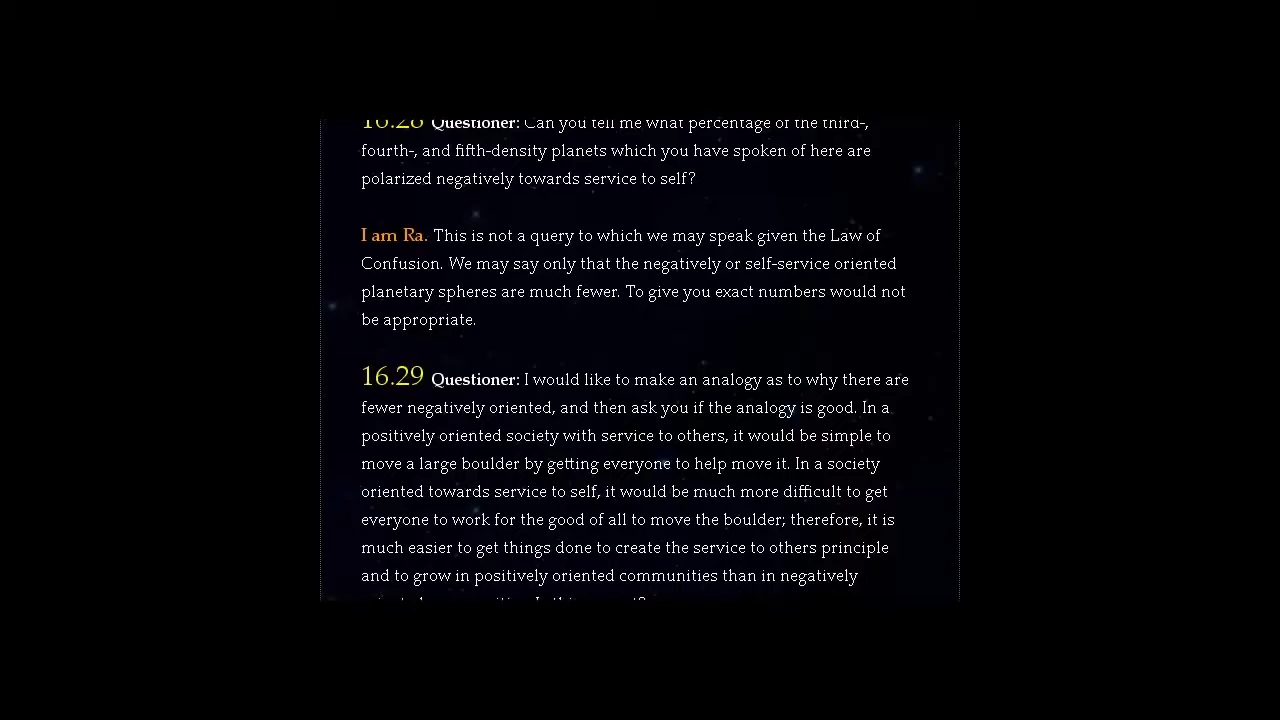 16.28 Questioner: Can you tell me what percentage of the third-,
fourth-, and fifth-density planets which you have spoken of here are
polarized negatively towards service to self?
I am Ra. This is not a query to which we may speak given the Law of
Confusion. We may say only that the negatively or self-service oriented
planetary spheres are much fewer. To give you exact numbers would not
be appropriate.
16.29 Questioner: I would like to make an analogy as to why there are
fewer negatively oriented, and then ask you if the analogy is good. In a
positively oriented society with service to others, it would be simple to
move a large boulder by getting everyone to help move it. In a society
oriented towards service to self, it would be much more difficult to get
everyone to work for the good of all to move the boulder; therefore, it is
much easier to get things done to create the service to others principle
and to grow in positively oriented communities than in negatively